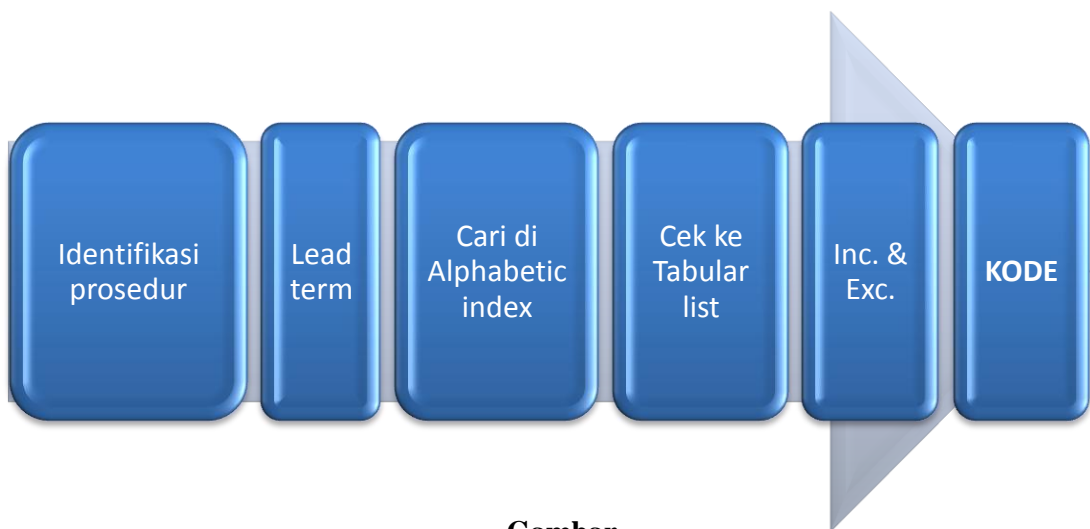 Identifikasi
prosedur
Lead
term
Cari di
Alphabetic
index
Cek ke
Tabular
list
Inc. &
Exc.
KODE
Gambar